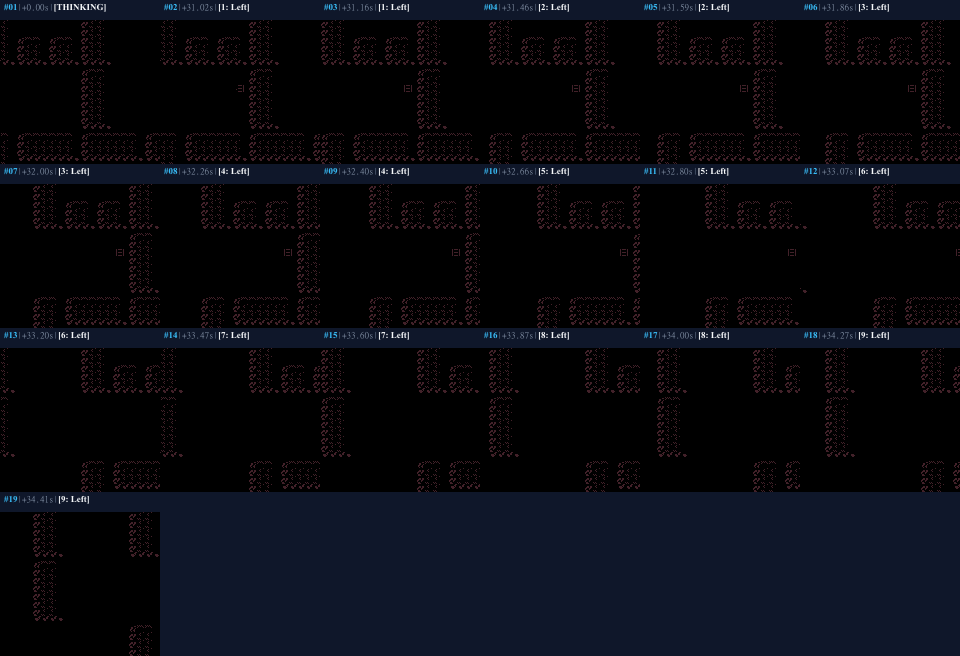 #01|+0.00s|[THINKING] #02|+31.02s|[1: Left] #03|+31.16s|[1: Left] #04|+31.46s|[2: Left] #05|+31.59s|[2: Left] #06|+31.86s|[3: Left]
#07|+32.00s|[3: Left] #08|+32.26s|[4: Left] #09|+32.40s|[4: Left] #10|+32.66s|[5: Left] #11|+32.80s|[5: Left] #12|+33.07s|[6: Left]
#13|+33.20s|[6: Left] #14|+33.47s|[7: Left] #15|+33.60s|[7: Left] #16|+33.87s|[8: Left] #17|+34.00s|[8: Left] #18|+34.27s|[9: Left]
#19|+34.41s|[9: Left]